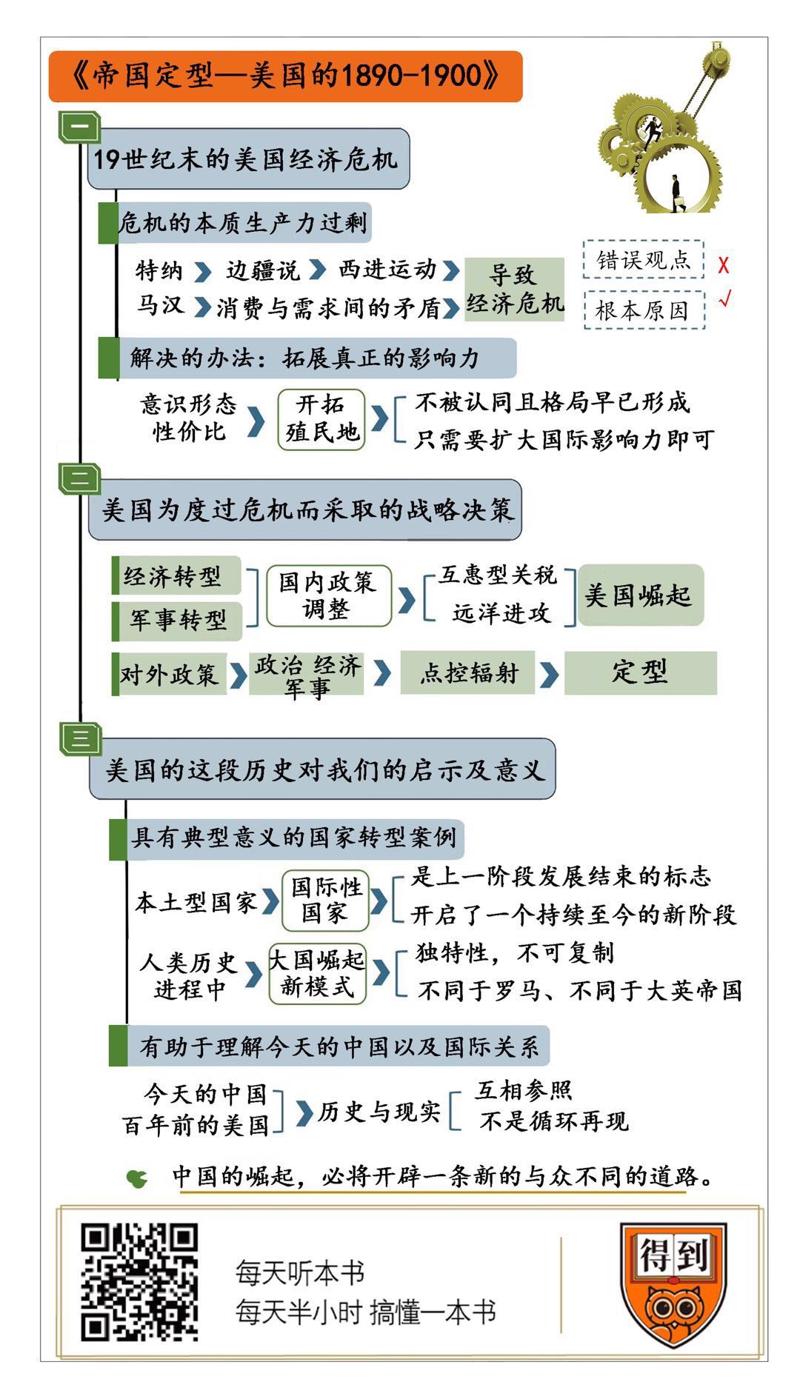 《帝国定型—美国的1890-1900》
一
19世纪末的美国经济危机
危机的本质生产力过剩
特纳 边疆说 西进运动
马汉 消费与需求间的矛盾
导致
经济危机
错误观点 X
根本原因 √
解决的办法：拓展真正的影响力
意识形态
性价比
开拓
殖民地
不被认同且格局早已形成
只需要扩大国际影响力即可
二
美国为度过危机而采取的战略决策
经济转型
军事转型
国内政策
调整
互惠型关税
远洋进攻
美国崛起
对外政策
政治 经济
军事
点控辐射
定型
三
美国的这段历史对我们的启示及意义
具有典型意义的国家转型案例
本土型国家
国际性
国家
是上一阶段发展结束的标志
开启了一个持续至今的新阶段
人类历史
进程中
大国崛起
新模式
独特性，不可复制
不同于罗马、不同于大英帝国
有助于理解今天的中国以及国际关系
今天的中国
百年前的美国
历史与现实
互相参照
不是循环再现
中国的崛起，必将开辟一条新的与众不同的道路。
每天听本书
每天半小时 搞懂一本书
得到